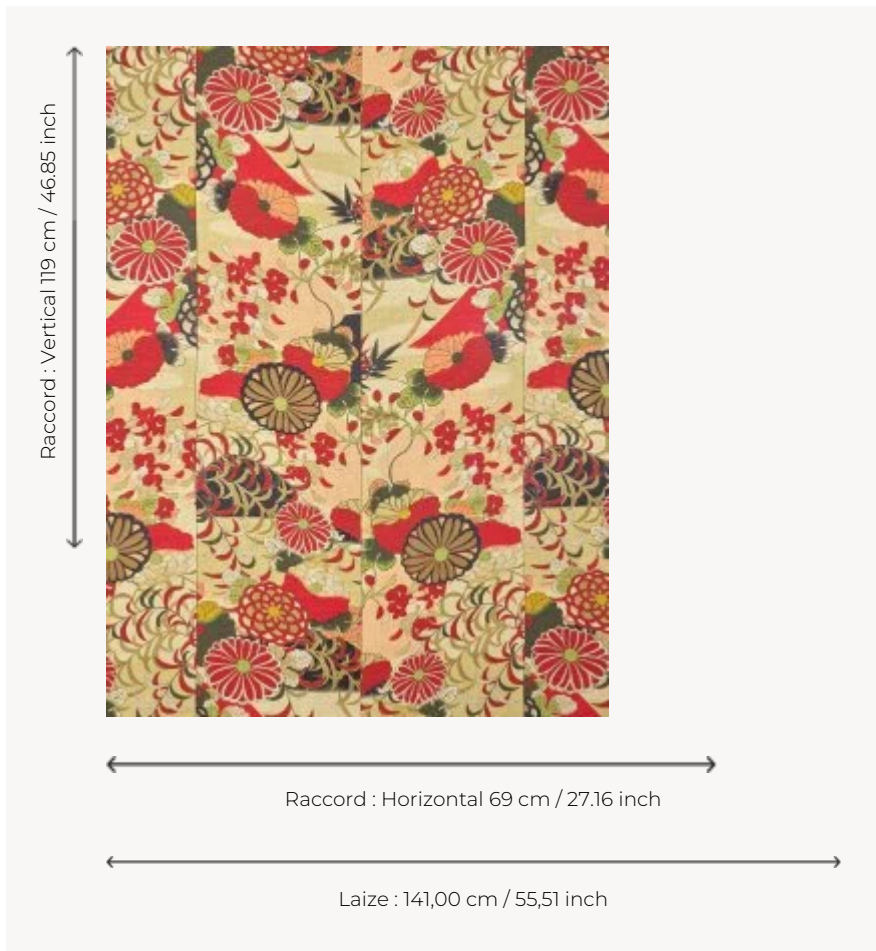 Raccord : Vertical 119 cm / 46.85 inch
Raccord : Horizontal 69 cm / 27.16 inch
Laize : 141,00 cm / 55,51 inch